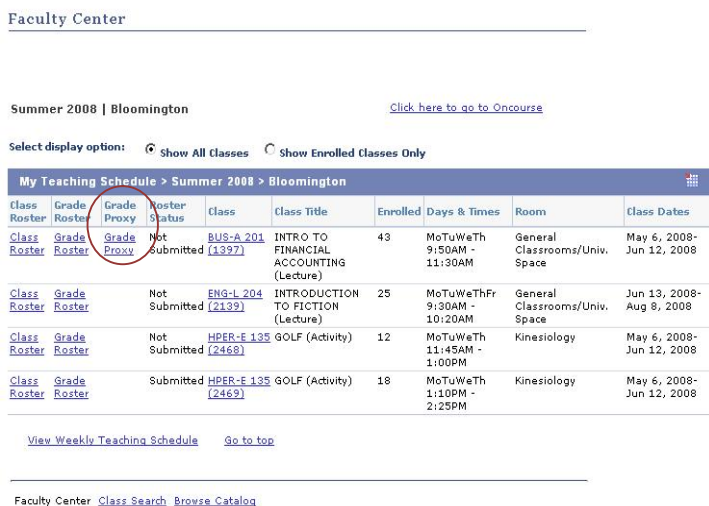 Faculty Center
Summer 2008 | Bloomington
Click here to go to Oncourse
Select display option: Show All Classes Show Enrolled Classes Only
My Teaching Schedule > Summer 2008 > Bloomington
Class Roster Grade Roster Grade Proxy Roster Status Class Class Title Enrolled Days & Times Room Class Dates
Class Roster Grade Roster Grade Proxy Not Submitted BUS-A 201 (1397) INTRO TO FINANCIAL ACCOUNTING (Lecture) 43 MoTuWeTh 9:50AM - 11:30AM General Classrooms/Univ. Space May 6, 2008- Jun 12, 2008
Class Roster Grade Roster Not Submitted ENG-L 204 (2139) INTRODUCTION TO FICTION (Lecture) 25 MoTuWeThFr 9:30AM - 10:20AM General Classrooms/Univ. Space Jun 13, 2008- Aug 8, 2008
Class Roster Grade Roster Not Submitted HPER-E 135 (2468) GOLF (Activity) 12 MoTuWeTh 11:45AM - 1:00PM Kinesiology May 6, 2008- Jun 12, 2008
Class Roster Grade Roster Submitted HPER-E 135 (2469) GOLF (Activity) 18 MoTuWeTh 1:10PM - 2:25PM Kinesiology May 6, 2008- Jun 12, 2008
View Weekly Teaching Schedule Go to top
Faculty Center Class Search Browse Catalog